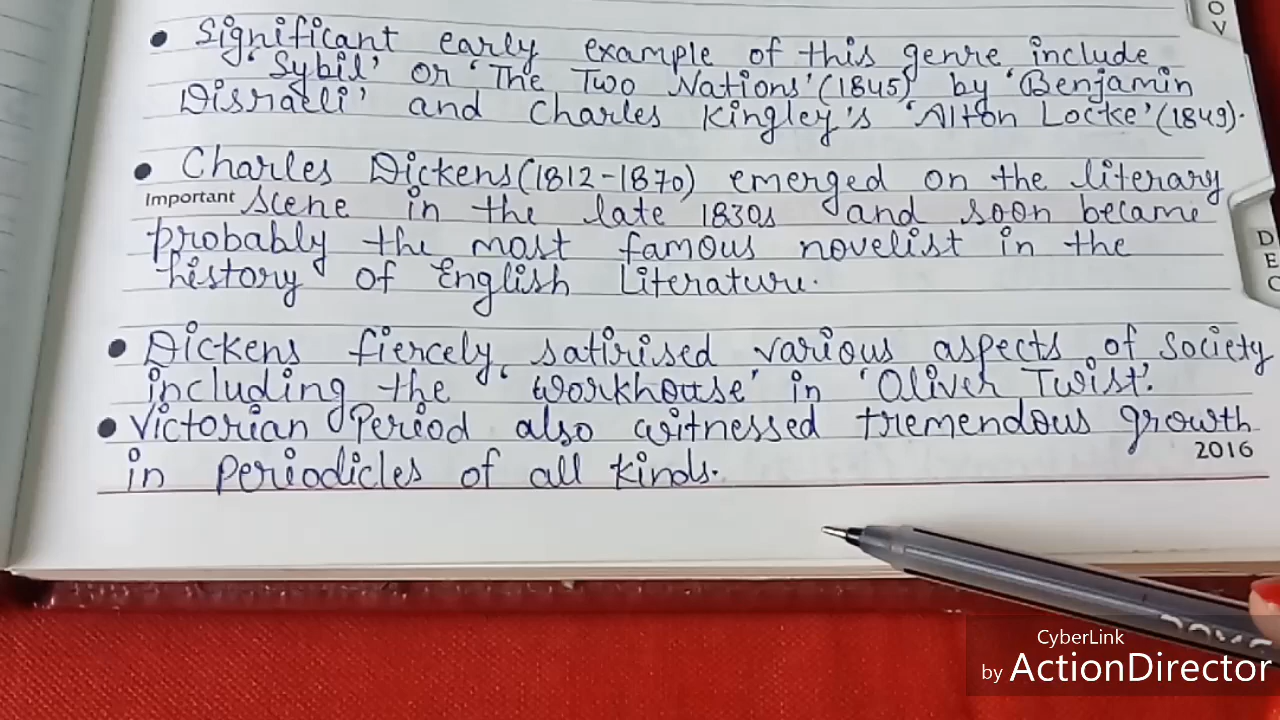 OV
• Significant early example of this genre include
'Sybil' or 'The Two Nations' (1845) by 'Benjamin
Disraeli' and Charles Kingley's 'Alton Locke' (1849).
• Charles Dickens (1812-1870) emerged on the literary
Important scene in the late 1830s and soon became
probably the most famous novelist in the
history of English Literature.
DEC
• Dickens fiercely satirised various aspects of society
including the 'workhouse' in 'Oliver Twist'.
• Victorian Period also witnessed tremendous growth
2016
in periodicles of all kinds.
CyberLink
by ActionDirector